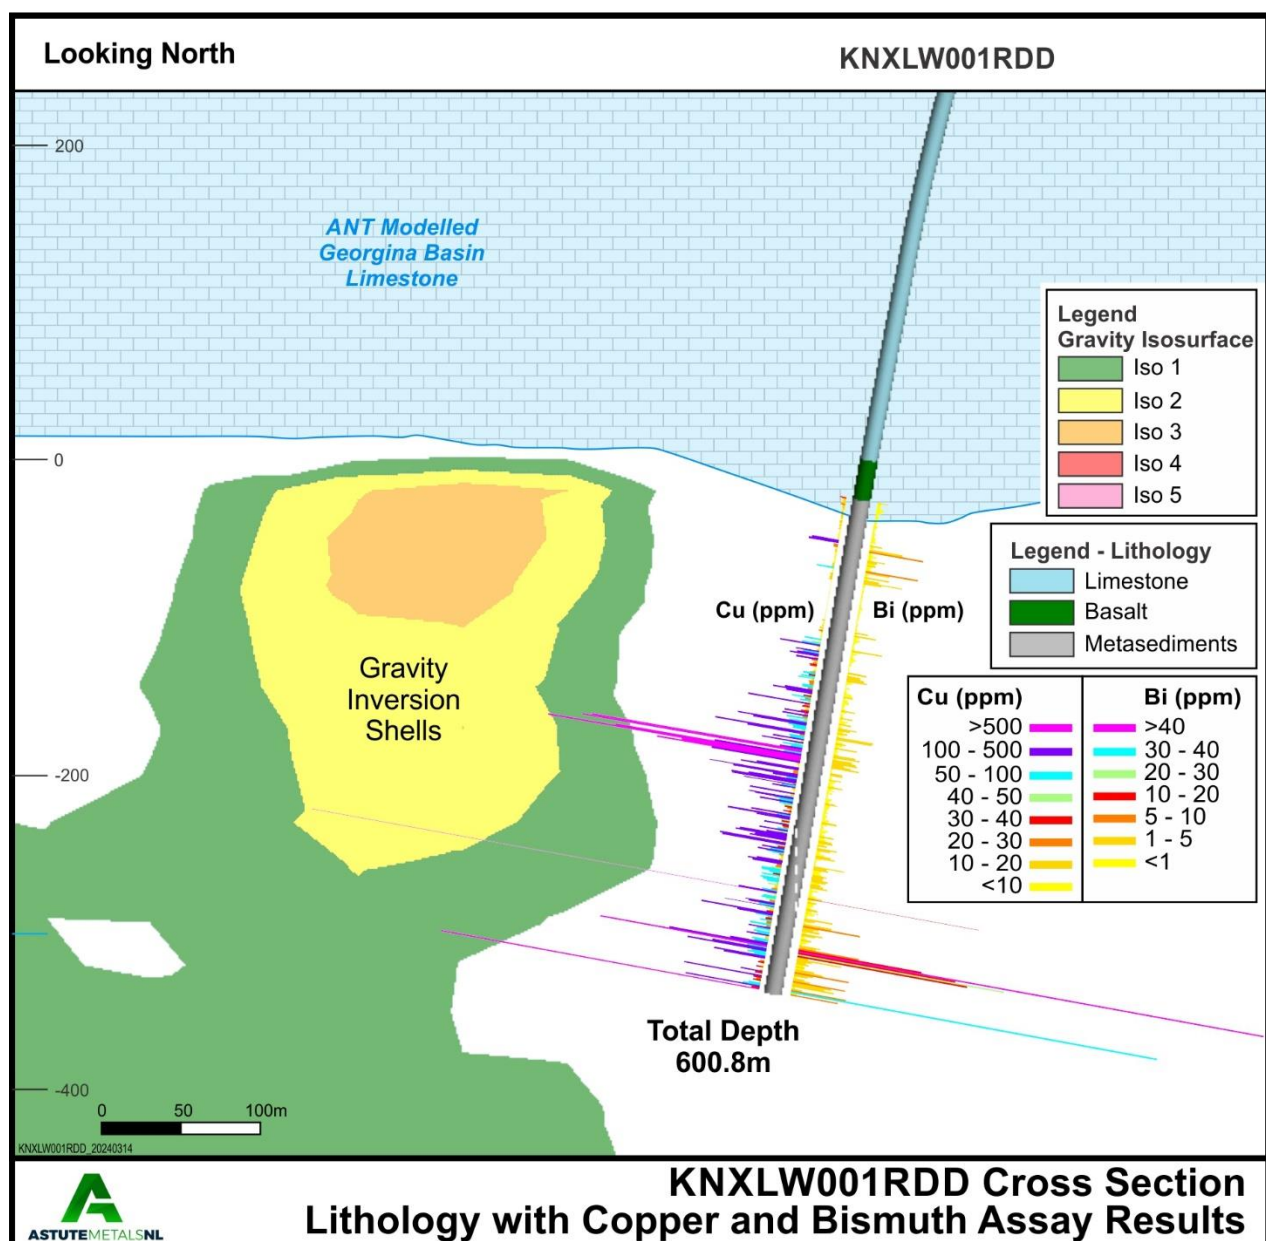 Looking North
KNXLW001RDD
200
ANT Modelled
Georgina Basin
Limestone
Legend
Gravity Isosurface
Iso 1
Iso 2
Iso 3
Iso 4
Iso 5
0
Legend - Lithology
Limestone
Basalt
Metasediments
Cu (ppm)
Bi (ppm)
Gravity
Inversion
Shells
Cu (ppm)
>500
100 - 500
50 - 100
40 - 50
30 - 40
20 - 30
10 - 20
<10
Bi (ppm)
>40
30 - 40
20 - 30
10 - 20
5 - 10
1 - 5
<1
-200
Total Depth
600.8m
-400
0 50 100m
KNXLW001RDD_20240314
ASTUTEMETALSNL
KNXLW001RDD Cross Section
Lithology with Copper and Bismuth Assay Results